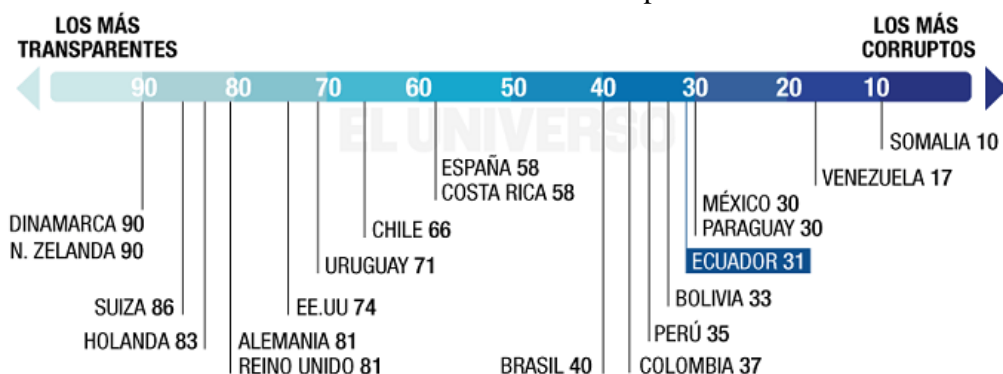 LOS MÁS
TRANSPARENTES
LOS MÁS
CORRUPTOS
90 80 70 60 50 40 30 20 10
EL UNIVERSO
SOMALIA 10
VENEZUELA 17
ESPAÑA 58
COSTA RICA 58
MÉXICO 30
PARAGUAY 30
DINAMARCA 90
N. ZELANDA 90
CHILE 66
URUGUAY 71
ECUADOR 31
SUIZA 86
EE.UU 74
BOLIVIA 33
HOLANDA 83
ALEMANIA 81
REINO UNIDO 81
PERÚ 35
BRASIL 40
COLOMBIA 37